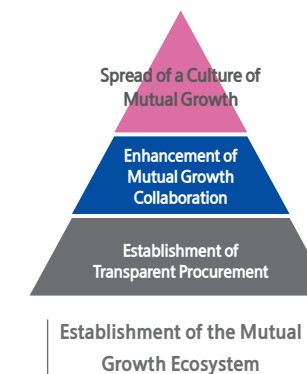 Spread of a Culture of
Mutual Growth
Enhancement of
Mutual Growth
Collaboration
Establishment of
Transparent Procurement
Establishment of the Mutual
Growth Ecosystem